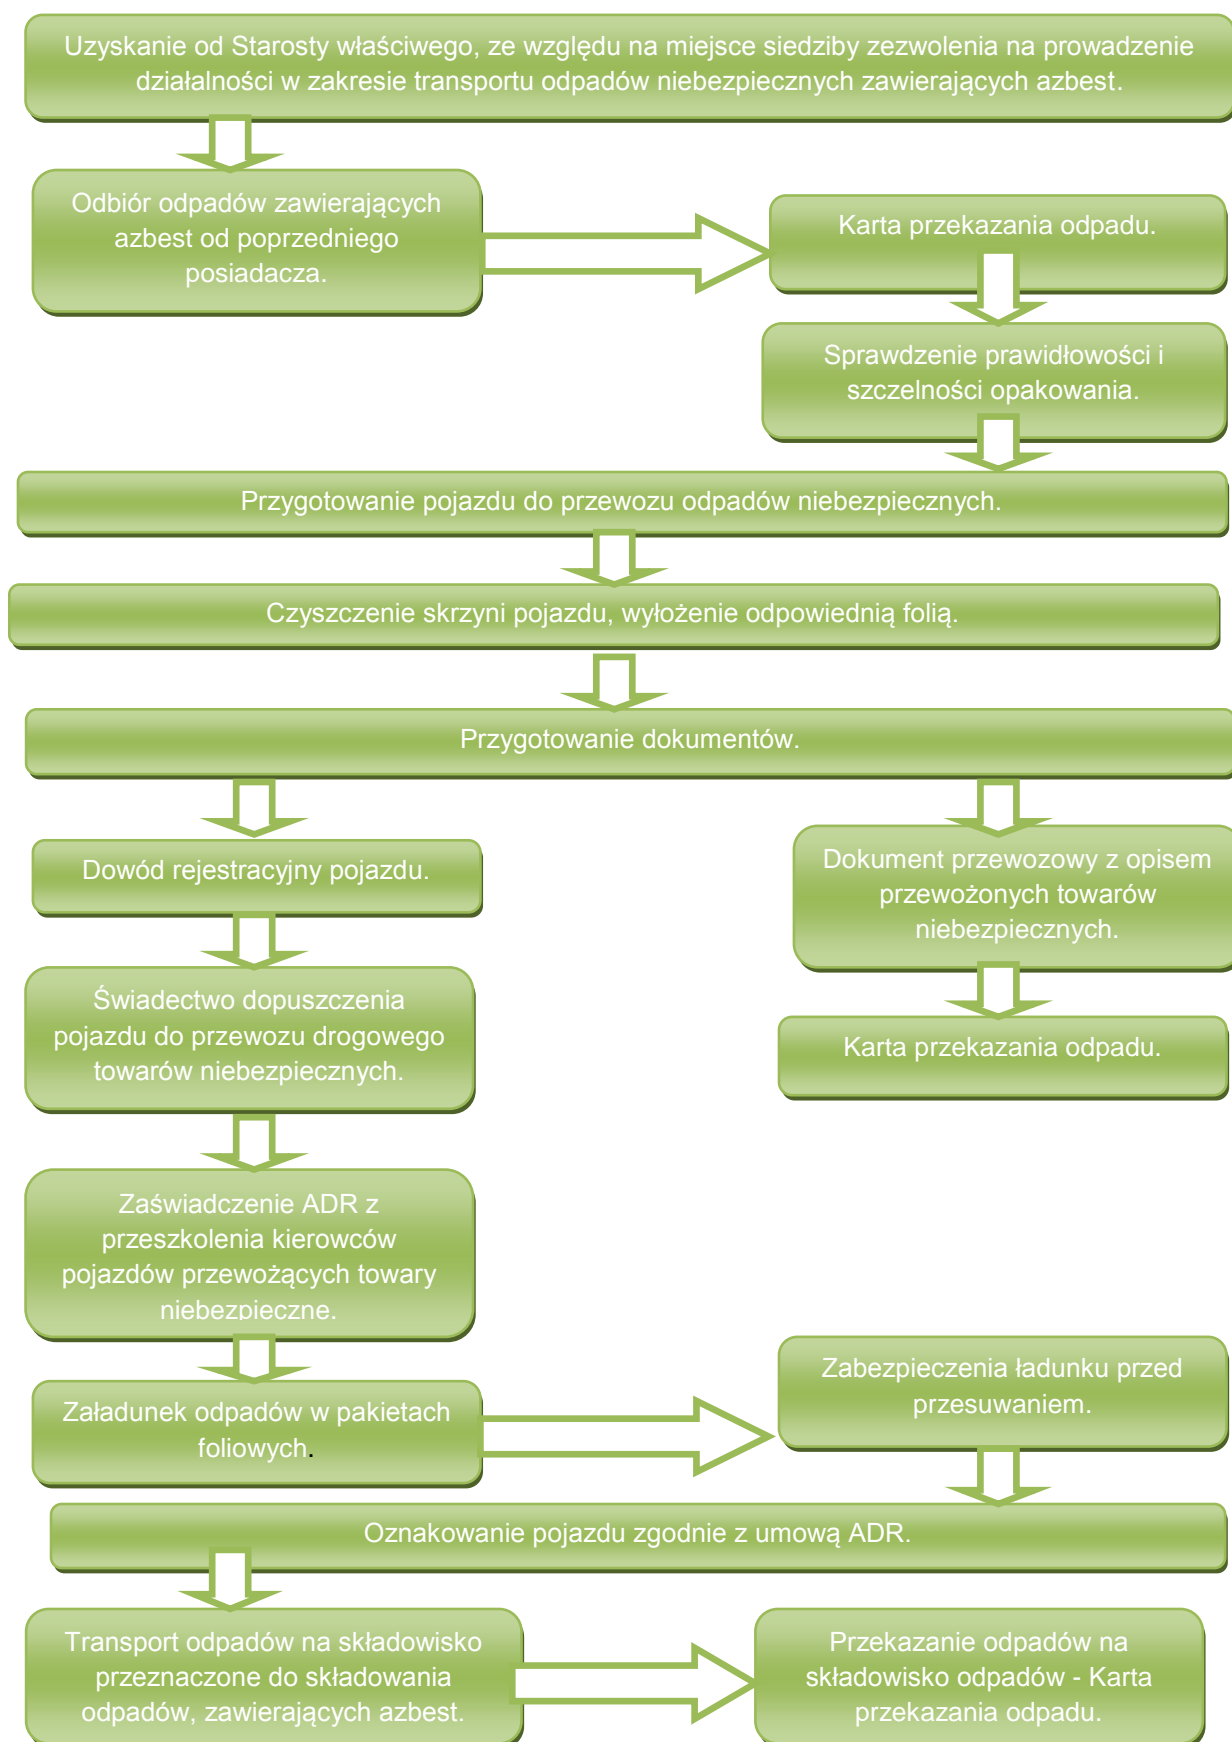 Uzyskanie od Starosty właściwego, ze względu na miejsce siedziby zezwolenia na prowadzenie
działalności w zakresie transportu odpadów niebezpiecznych zawierających azbest.
Odbiór odpadów zawierających
azbest od poprzedniego
posiadacza.
Karta przekazania odpadu.
Sprawdzenie prawidłowości i
szczelności opakowania.
Przygotowanie pojazdu do przewozu odpadów niebezpiecznych.
Czyszczenie skrzyni pojazdu, wyłożenie odpowiednią folią.
Przygotowanie dokumentów.
Dowód rejestracyjny pojazdu.
Świadectwo dopuszczenia
pojazdu do przewozu drogowego
towarów niebezpiecznych.
Zaświadczenie ADR z
przeszkolenia kierowców
pojazdów przewożących towary
niebezpieczne.
Dokument przewozowy z opisem
przewożonych towarów
niebezpiecznych.
Karta przekazania odpadu.
Załadunek odpadów w pakietach
foliowych.
Zabezpieczenia ładunku przed
przesuwaniem.
Oznakowanie pojazdu zgodnie z umową ADR.
Transport odpadów na składowisko
przeznaczone do składowania
odpadów, zawierających azbest.
Przekazanie odpadów na
składowisko odpadów - Karta
przekazania odpadu.